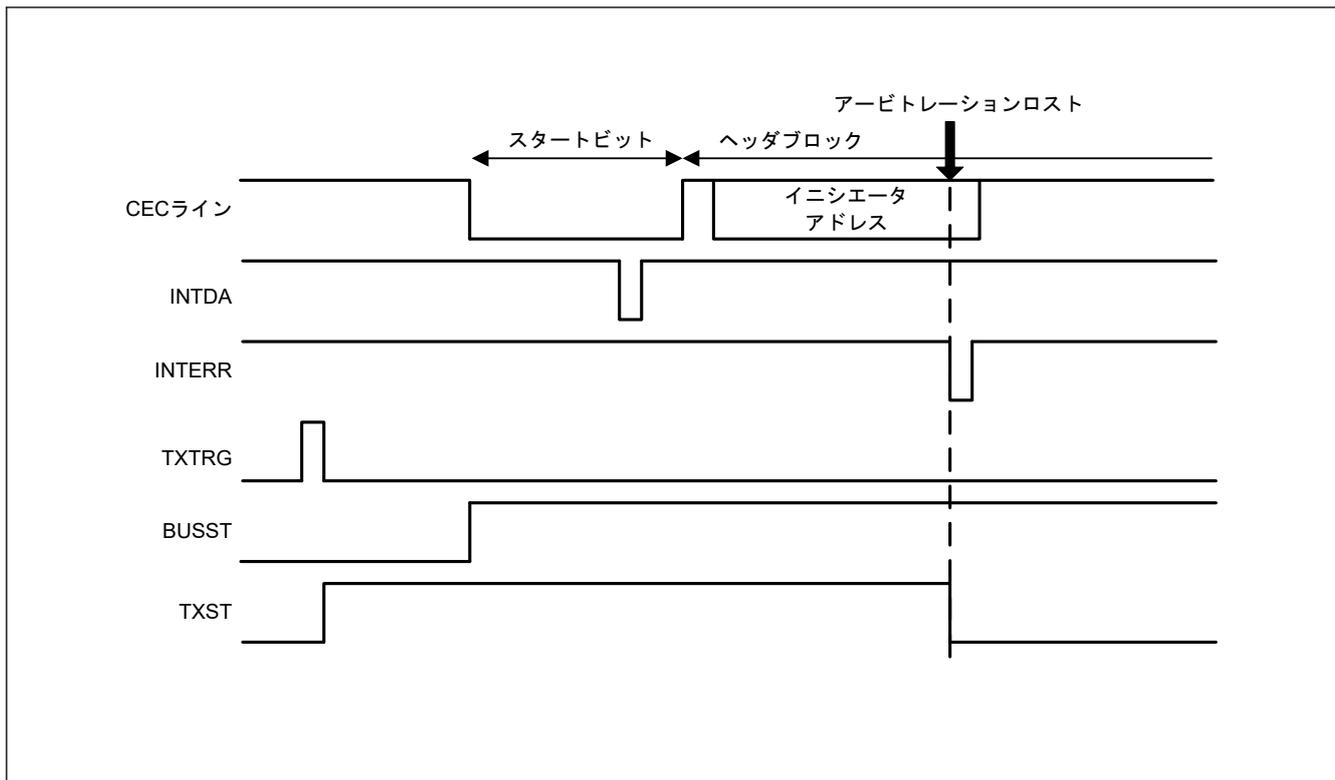 アービトレーションロスト
スタートビット
ヘッダブロック
CECライン
イニシエータ
アドレス
INTDA
INTERR
TXTRG
BUSST
TXST